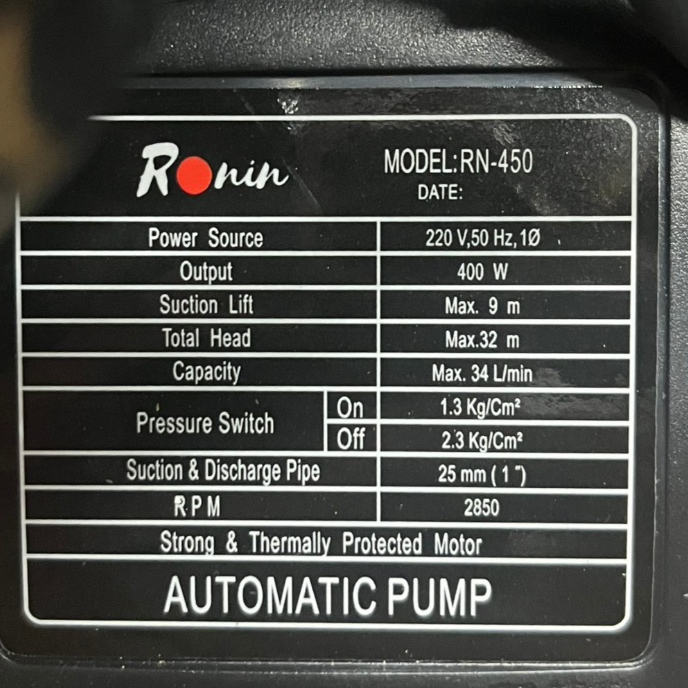 Ronin
MODEL:RN-450
DATE:
Power Source 220 V,50 Hz,1Ø
Output 400 W
Suction Lift Max. 9 m
Total Head Max.32 m
Capacity Max. 34 L/min
Pressure Switch On 1.3 Kg/Cm²
Off 2.3 Kg/Cm²
Suction & Discharge Pipe 25 mm ( 1 ")
RPM 2850
Strong & Thermally Protected Motor
AUTOMATIC PUMP